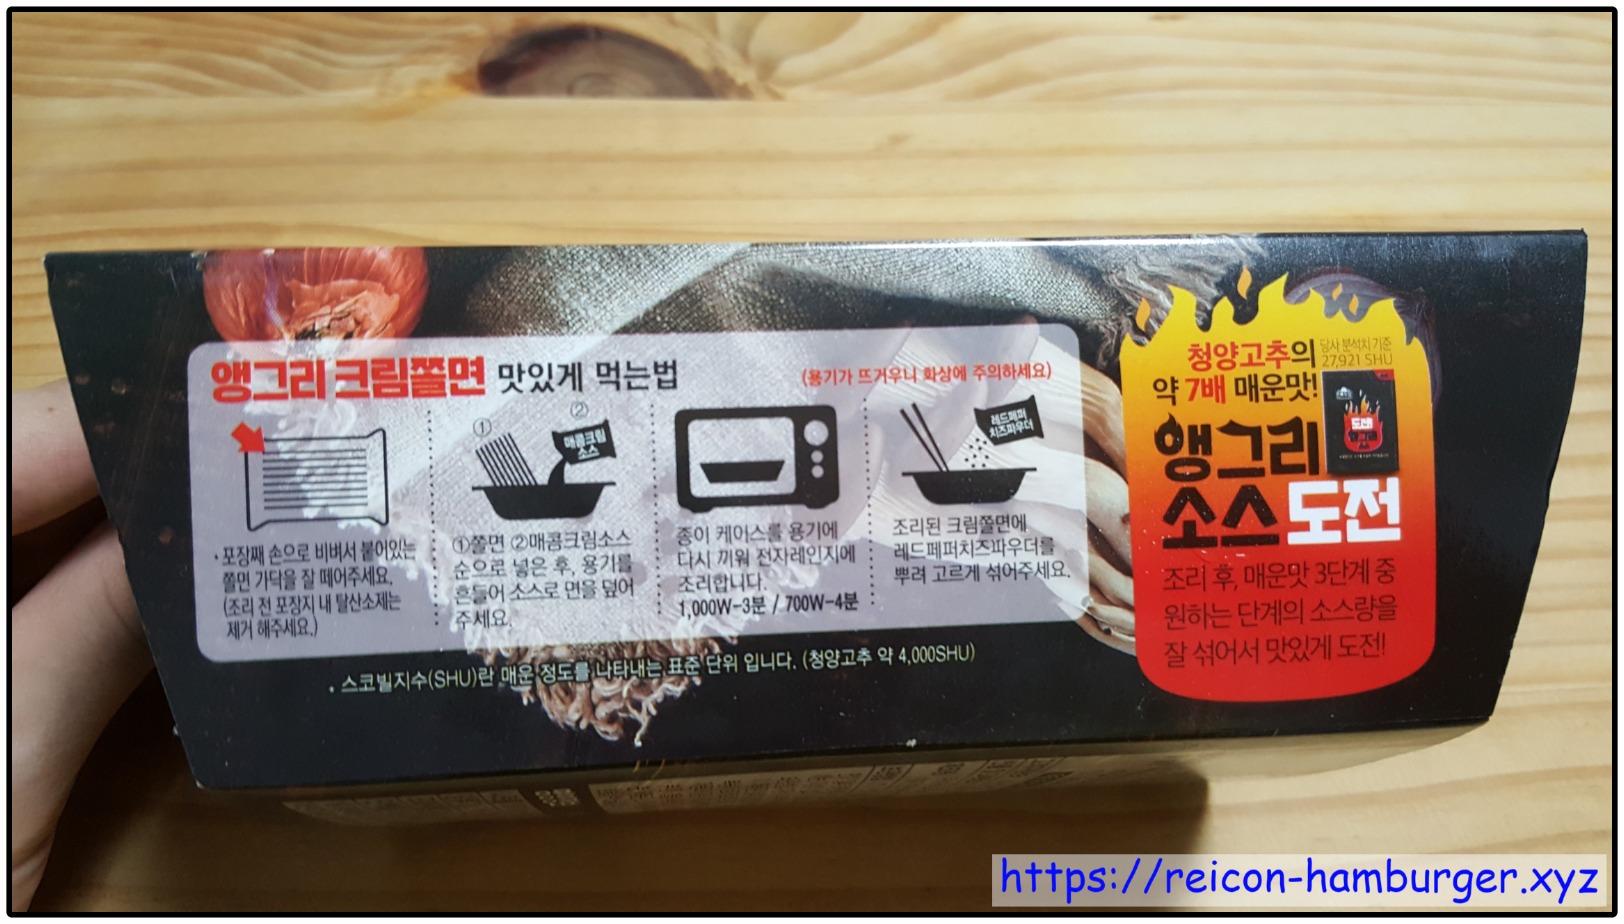 앵그리 크림쫄면 맛있게 먹는법
(용기가 뜨거우니 화상에 주의하세요)
• 포장째 손으로 비벼서 붙어있는
쫄면 가닥을 잘 떼어주세요.
(조리 전 포장지 내 탈산소제는
제거 해주세요.)
① ②
매콤크림
소스
①쫄면 ②매콤크림소스
순으로 넣은 후, 용기를
흔들어 소스로 면을 덮어
주세요.
종이 케이스를 용기에
다시 끼워 전자레인지에
조리합니다.
1,000W-3분 / 700W-4분
레드페퍼
치즈파우더
조리된 크림쫄면에
레드페퍼치즈파우더를
뿌려 고르게 섞어주세요.
• 스코빌지수(SHU)란 매운 정도를 나타내는 표준 단위 입니다. (청양고추 약 4,000SHU)
청양고추의
당사 분석치 기준
27,921 SHU
약 7배 매운맛!
앵그리
소스 도전
도전
조리 후, 매운맛 3단계 중
원하는 단계의 소스량을
잘 섞어서 맛있게 도전!
https://reicon-hamburger.xyz